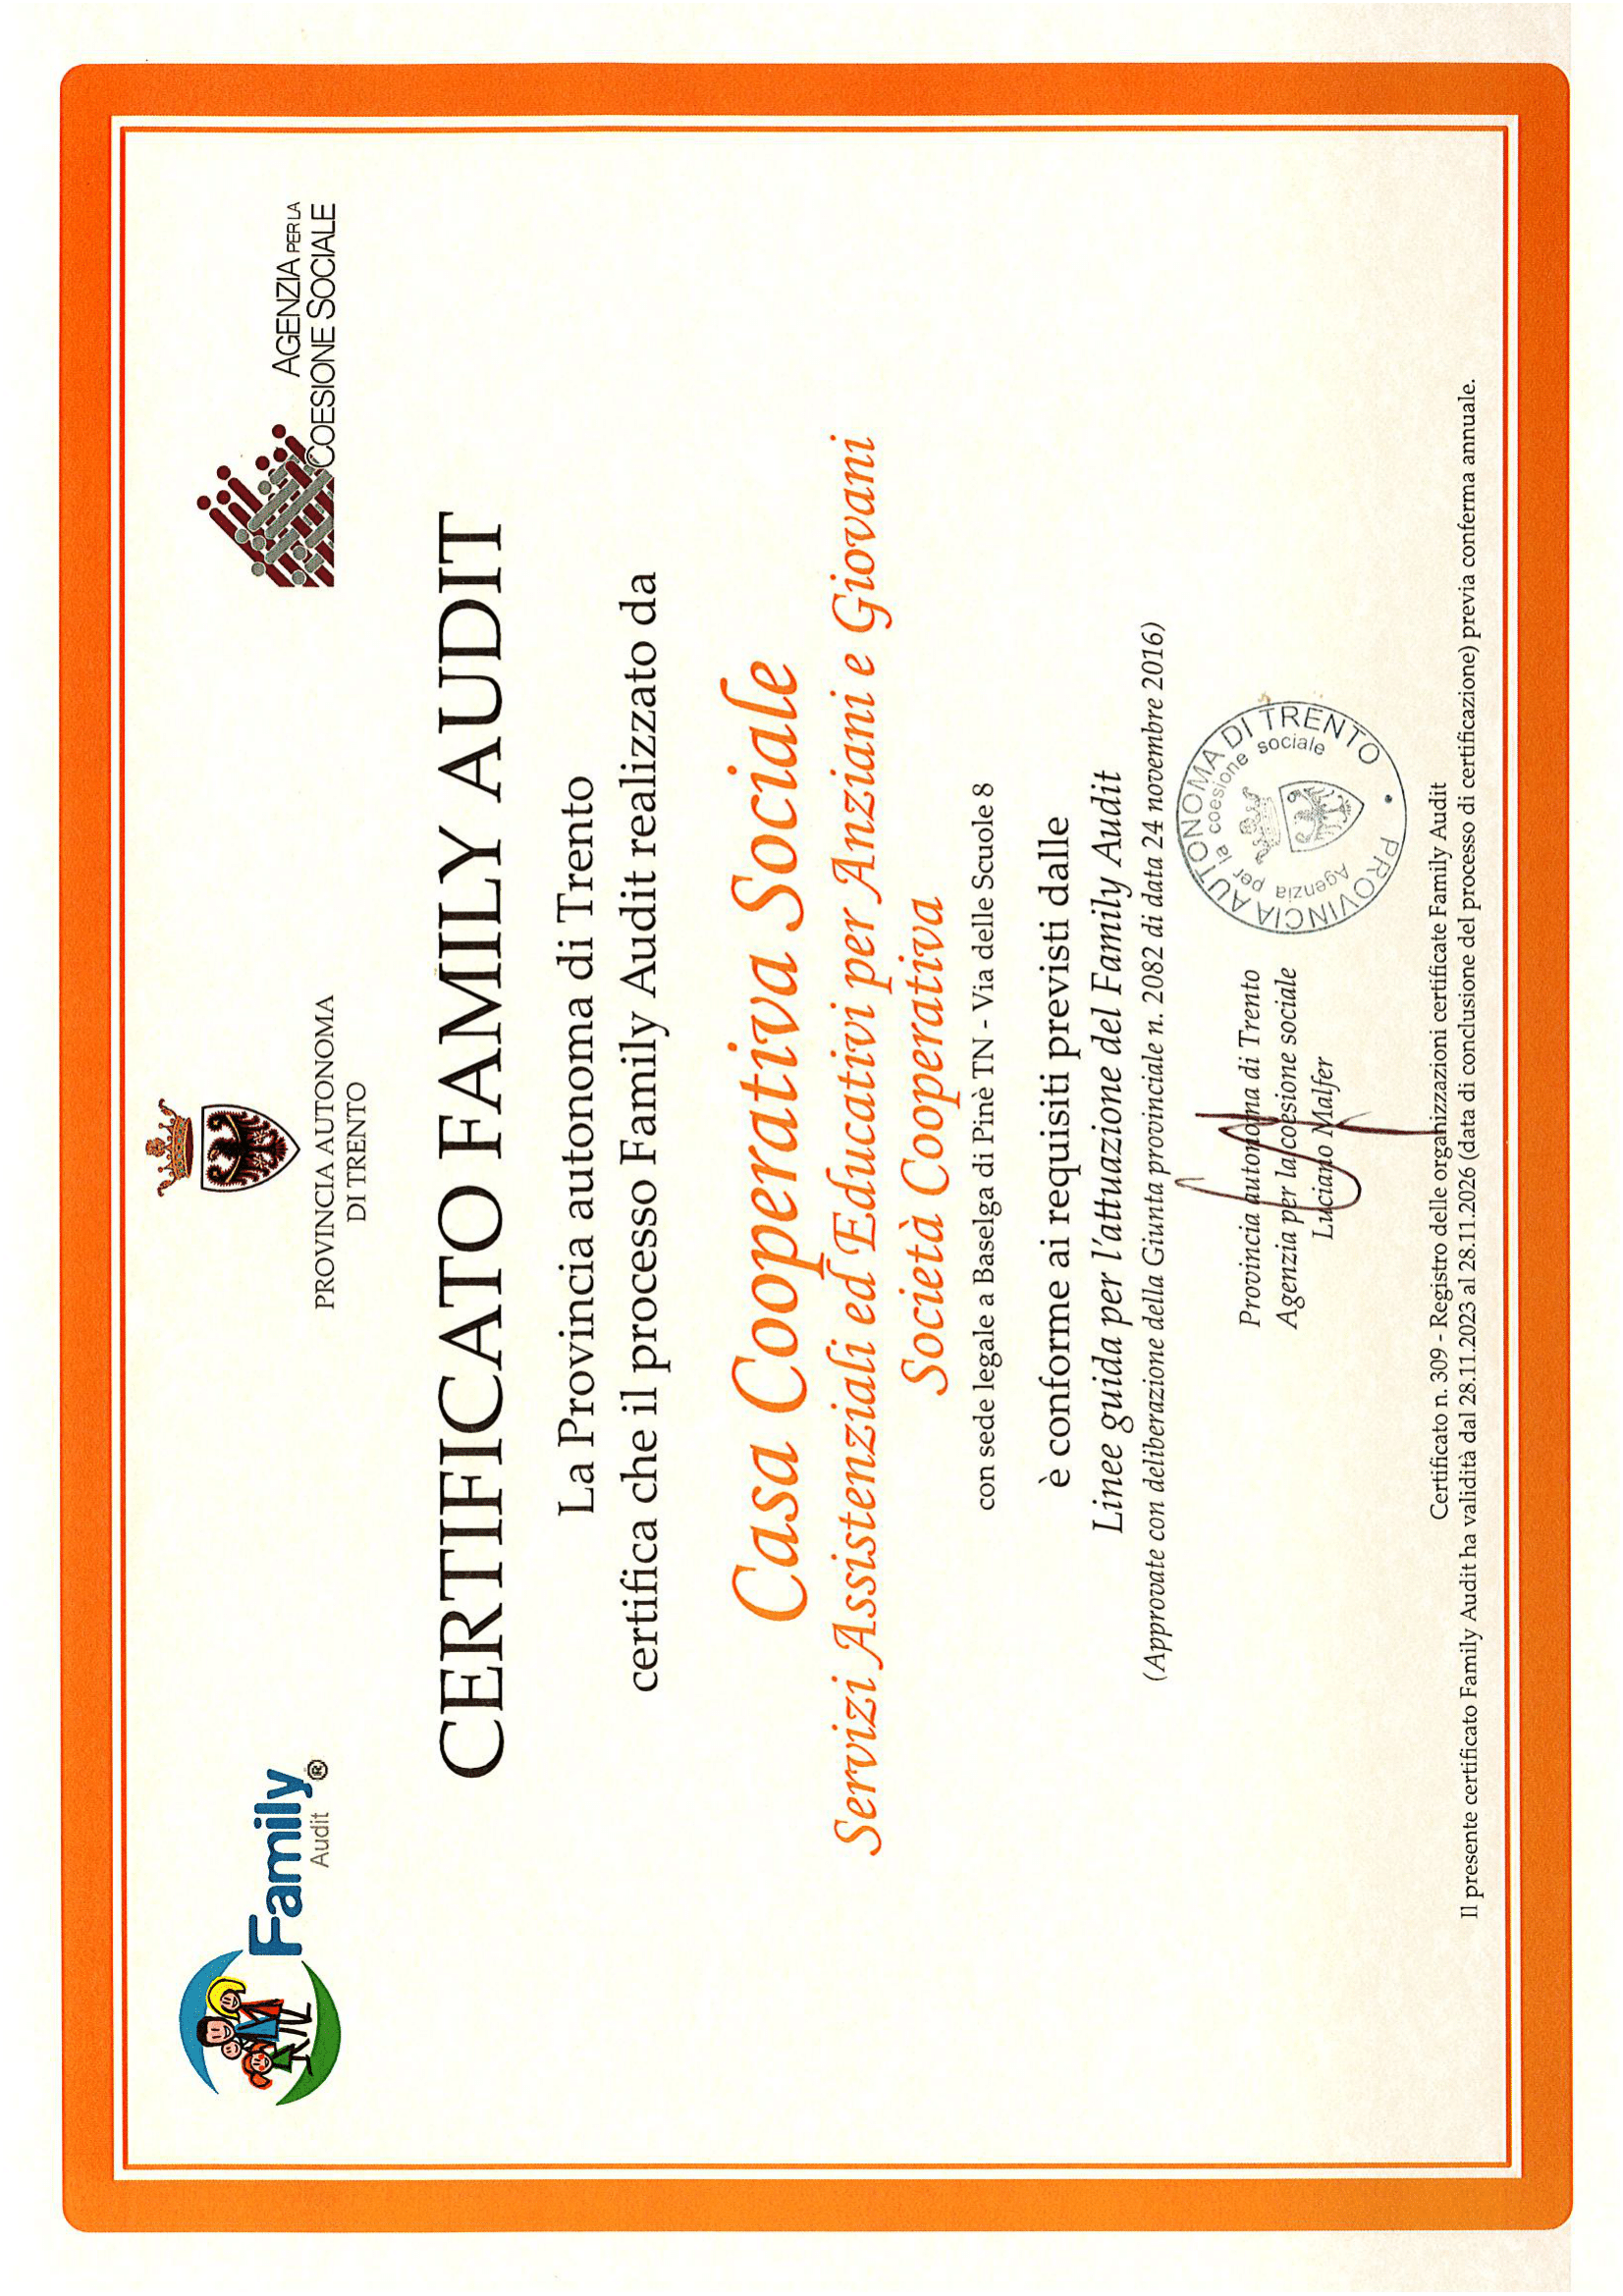 Family®
Audit
PROVINCIA AUTONOMA
DI TRENTO
AGENZIA PER LA
COESIONE SOCIALE
CERTIFICATO FAMILY AUDIT
La Provincia autonoma di Trento
certifica che il processo Family Audit realizzato da
Casa Cooperativa Sociale
Servizi Assistenziali ed Educativi per Anziani e Giovani
Società Cooperativa
con sede legale a Baselga di Pinè TN - Via delle Scuole 8
è conforme ai requisiti previsti dalle
Linee guida per l'attuazione del Family Audit
(Approvate con deliberazione della Giunta provinciale n. 2082 di data 24 novembre 2016)
Provincia autonoma di Trento
Agenzia per la coesione sociale
Luciano Malfer
PROVINCIA AUTONOMA DI TRENTO
Agenzia per la coesione sociale
Certificato n. 309 - Registro delle organizzazioni certificate Family Audit
Il presente certificato Family Audit ha validità dal 28.11.2023 al 28.11.2026 (data di conclusione del processo di certificazione) previa conferma annuale.